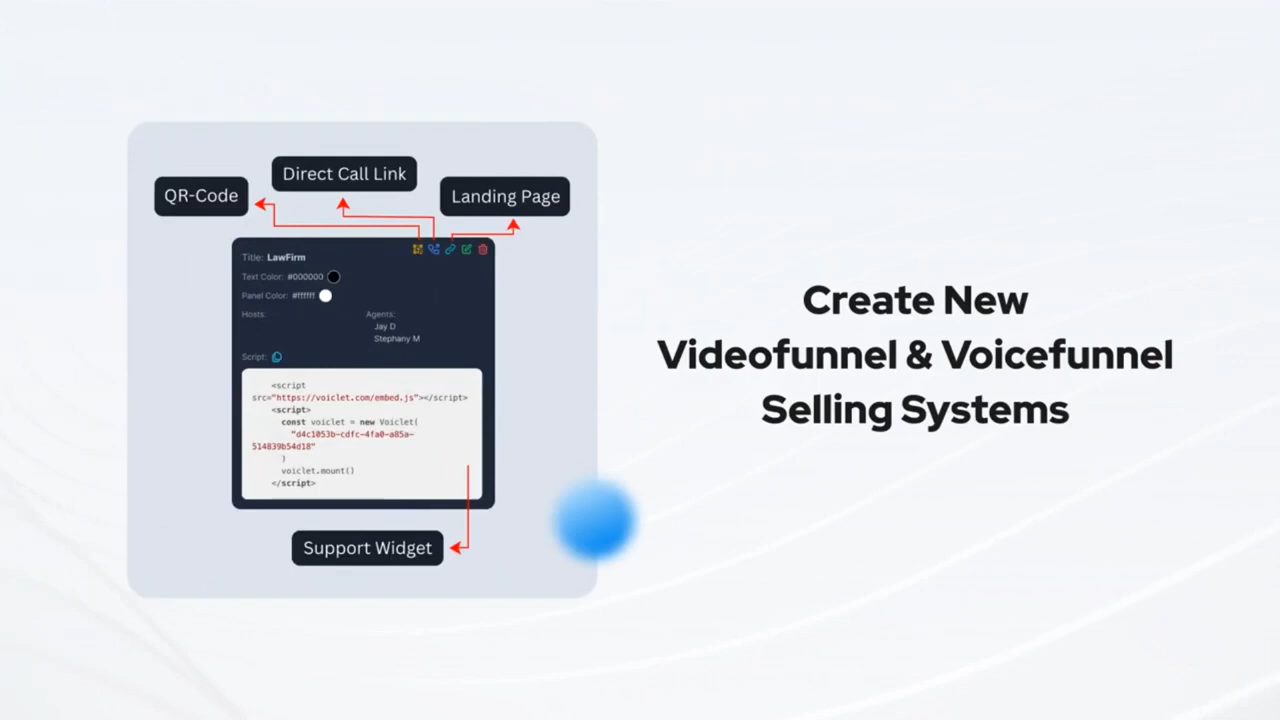 Direct Call Link
QR-Code
Landing Page
Title: LawFirm
Text Color: #000000
Panel Color: #ffffff
Hosts:
Agents:
Jay D
Stephany M
Script:
<script
src="https://voiclet.com/embed.js"></script>
<script>
const voiclet = new Voiclet(
"d4c1053b-cdfc-4fa0-a85a-
514839b54d18"
)
voiclet.mount()
</script>
Support Widget
Create New
Videofunnel & Voicefunnel
Selling Systems